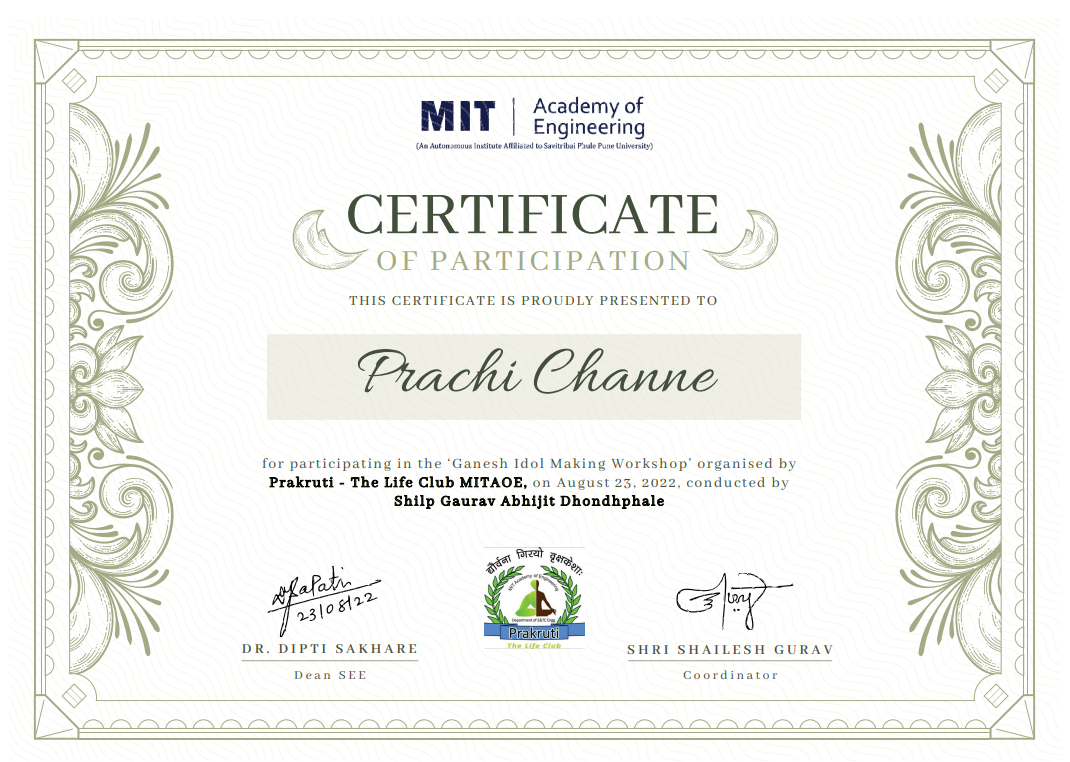 MIT Academy of
Engineering
(An Autonomous Institute Affiliated to Savitribai Phule Pune University)
CERTIFICATE
OF PARTICIPATION
THIS CERTIFICATE IS PROUDLY PRESENTED TO
Prachi Channe
for participating in the ‘Ganesh Idol Making Workshop’ organised by
Prakruti - The Life Club MITAOE, on August 23, 2022, conducted by
Shilp Gaurav Abhijit Dhondhphale
द्यौर्वना गिरयो वृक्षकेशाः
MIT Academy of Engineering
Department of E&TC Engg
Prakruti
The Life Club
23/08/22
DR. DIPTI SAKHARE
Dean SEE
SHRI SHAILESH GURAV
Coordinator